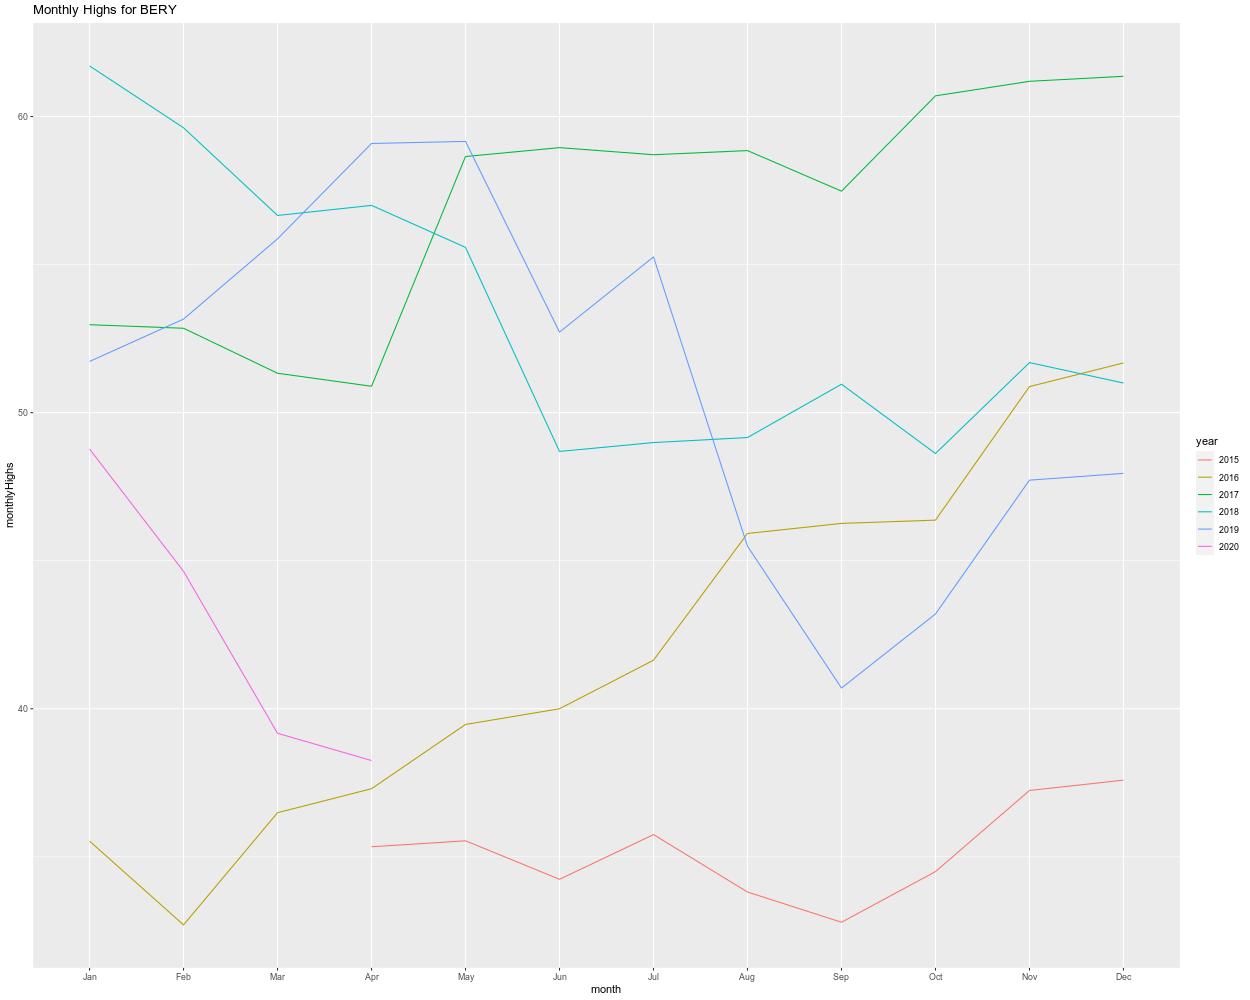 Monthly Highs for BERY
60
50
40
monthlyHighs
Jan Feb Mar Apr May Jun Jul Aug Sep Oct Nov Dec
month
year
2015
2016
2017
2018
2019
2020